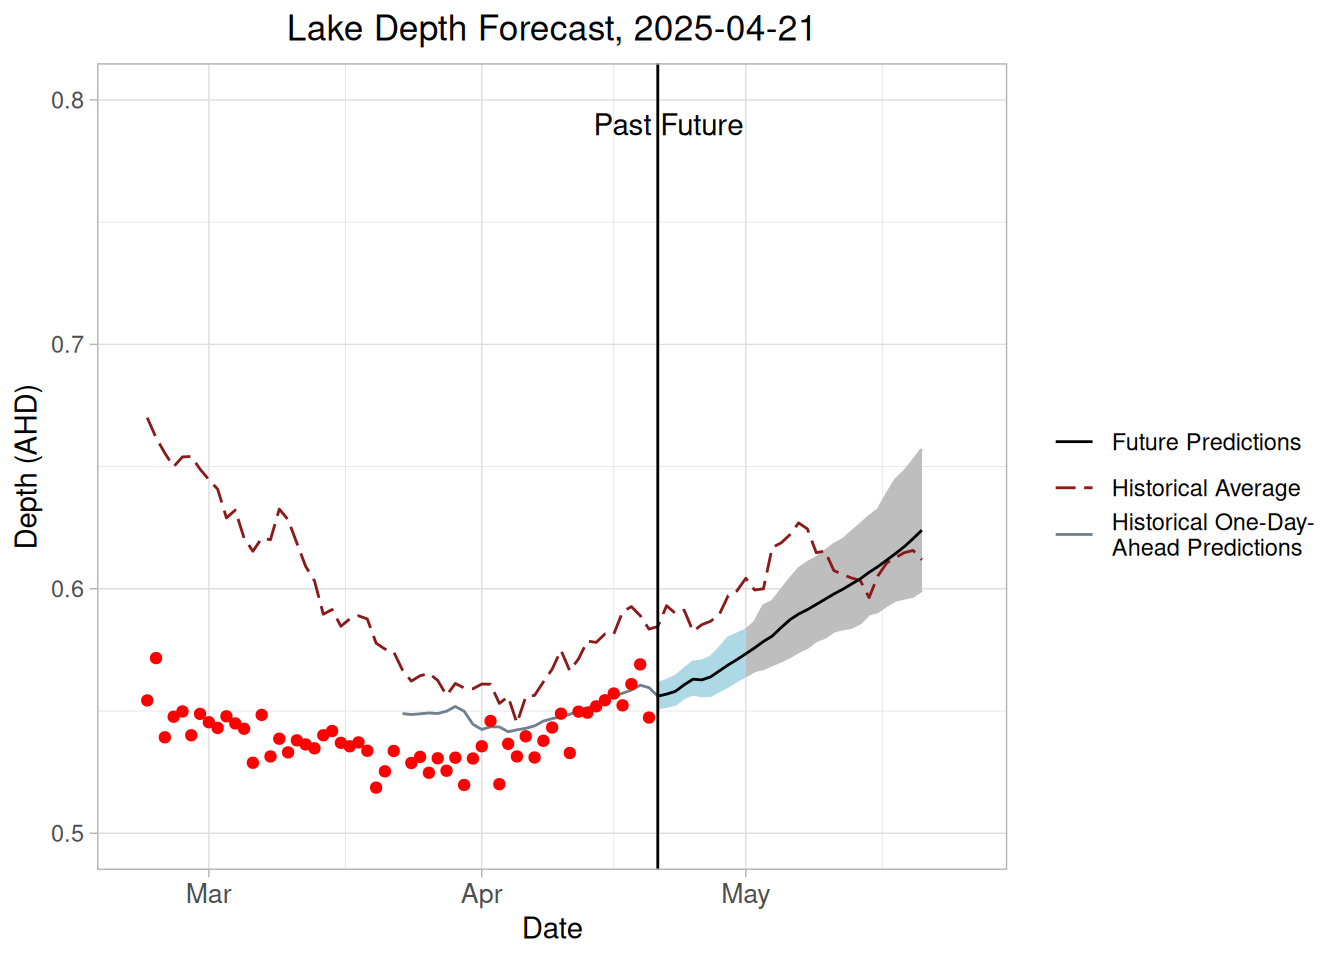 Lake Depth Forecast, 2025-04-21
0.8
0.7
0.6
0.5
Depth (AHD)
Past Future
Mar
Apr
May
Date
Future Predictions
Historical Average
Historical One-Day-
Ahead Predictions